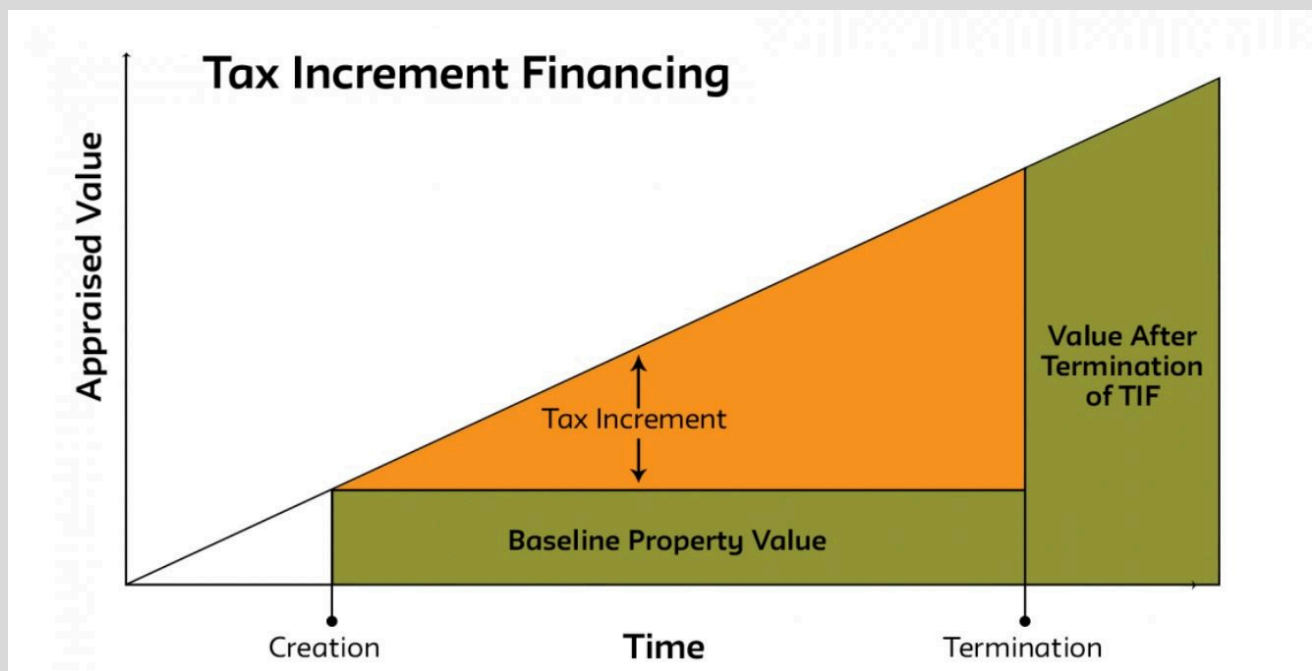 Tax Increment Financing
Appraised Value
Tax Increment
Value After
Termination
of TIF
Baseline Property Value
Creation
Time
Termination